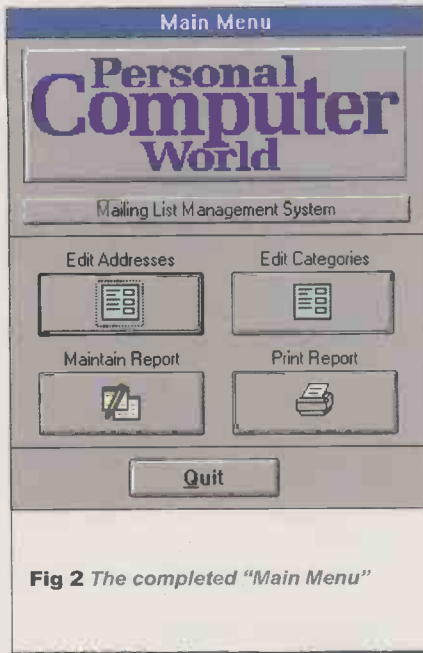 Main Menu
Personal
Computer
World
Mailing List Management System
Edit Addresses Edit Categories
Maintain Report Print Report
Quit
Fig 2 The completed "Main Menu"